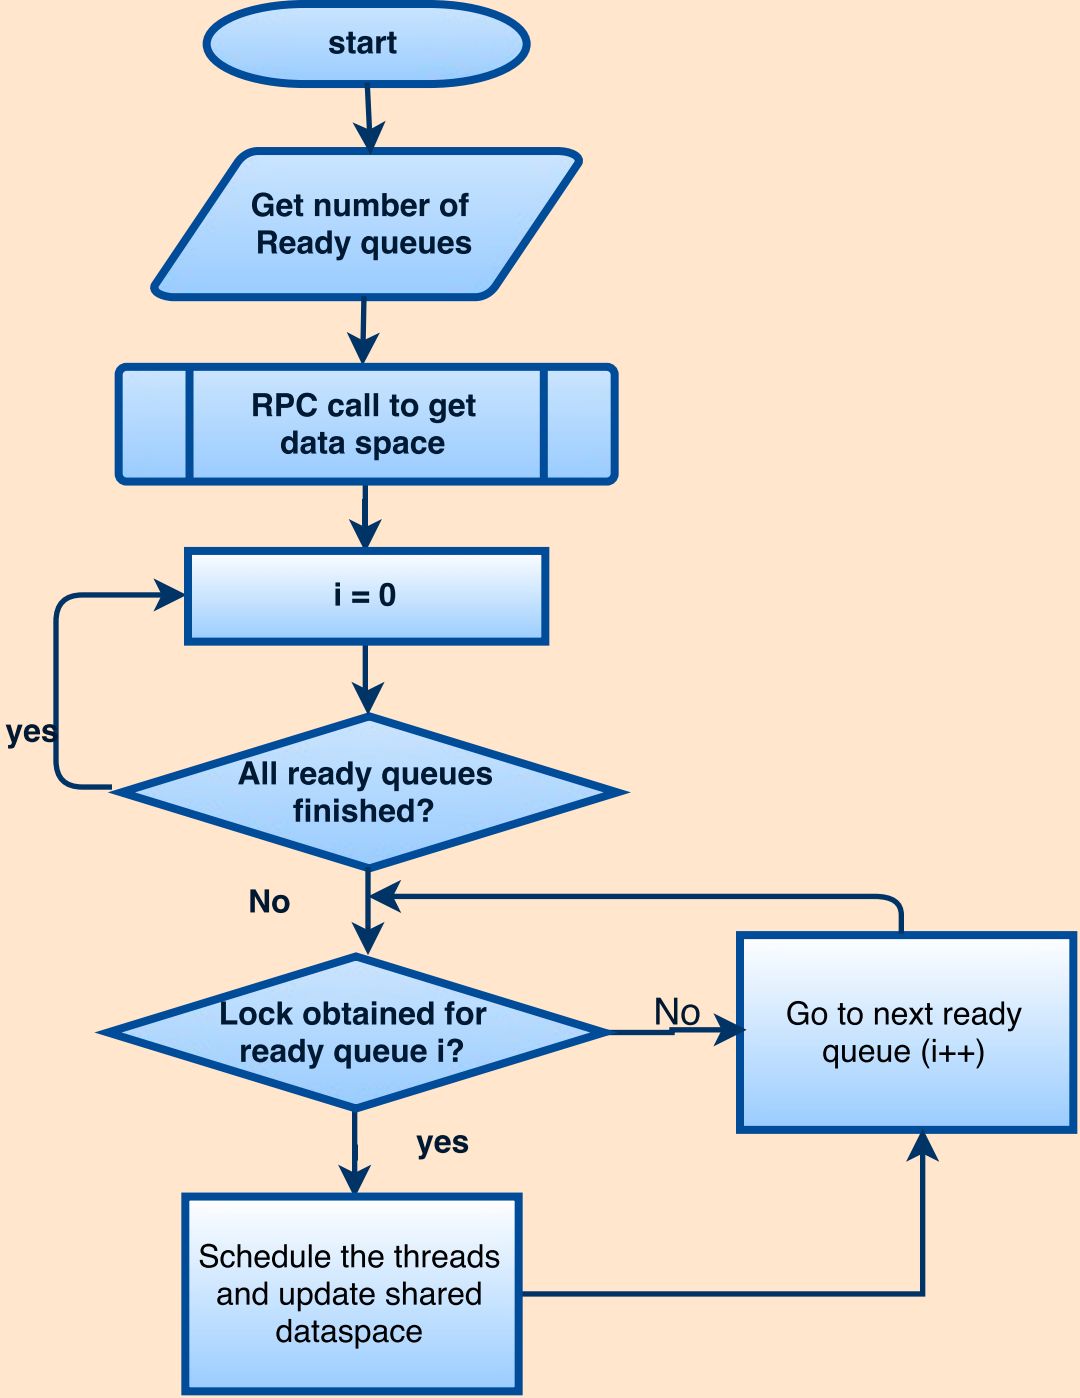 start
Get number of
Ready queues
RPC call to get
data space
i = 0
yes
All ready queues
finished?
No
Lock obtained for
ready queue i?
No
Go to next ready
queue (i++)
yes
Schedule the threads
and update shared
dataspace